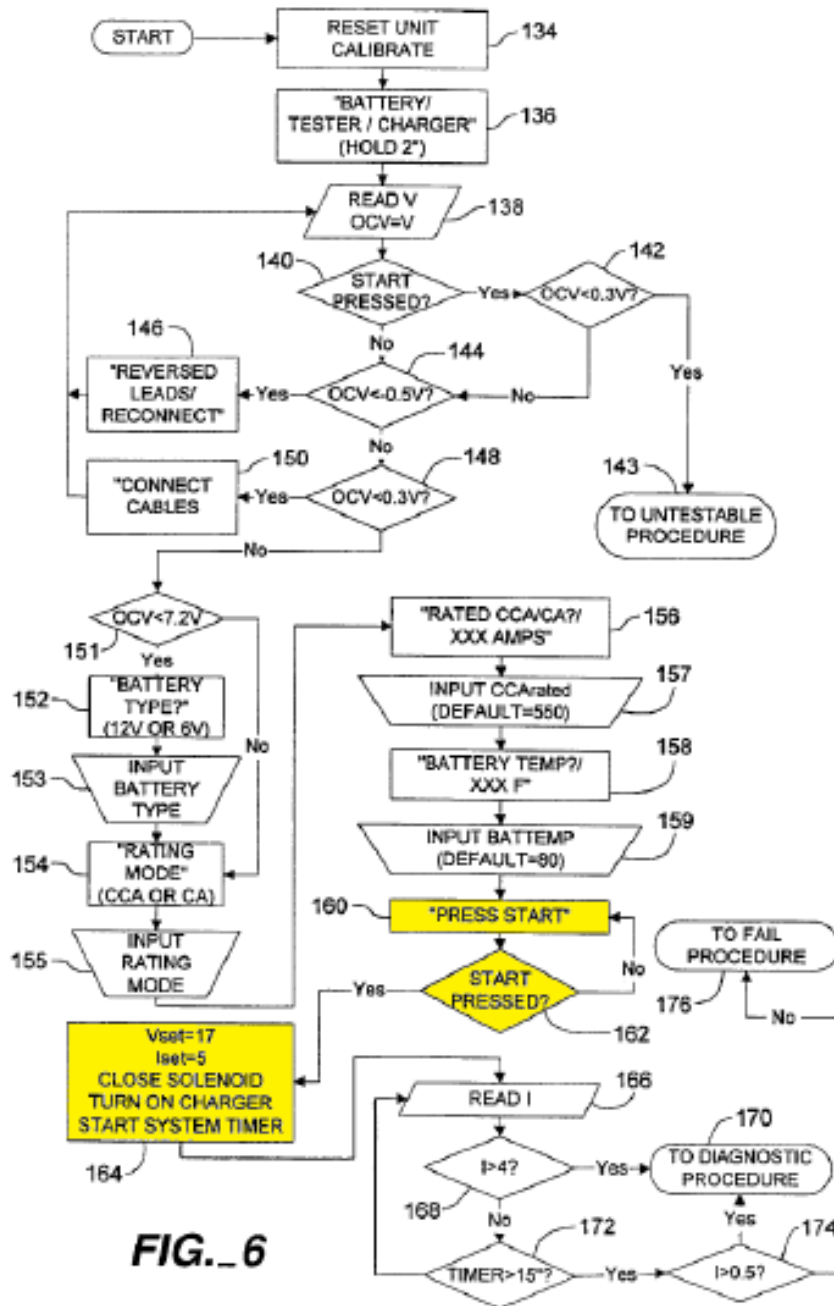 START
RESET UNIT
CALIBRATE
134
"BATTERY/
TESTER / CHARGER"
(HOLD 2")
136
READ V
OCV=V
138
140
START
PRESSED?
Yes
OCV<0.3V?
142
No
Yes
146
"REVERSED
LEADS/
RECONNECT"
Yes
OCV<-0.5V?
144
No
No
150
"CONNECT
CABLES
Yes
OCV<0.3V?
148
143
TO UNTESTABLE
PROCEDURE
No
OCV<7.2V
151
Yes
No
152
"BATTERY
TYPE?"
(12V OR 6V)
153
INPUT
BATTERY
TYPE
154
"RATING
MODE"
(CCA OR CA)
155
INPUT
RATING
MODE
"RATED CCA/CA?/
XXX AMPS"
156
INPUT CCArated
(DEFAULT=550)
157
"BATTERY TEMP?/
XXX F"
158
INPUT BATTEMP
(DEFAULT=80)
159
160
"PRESS START"
START
PRESSED?
162
Yes
No
TO FAIL
PROCEDURE
176
No
Vset=17
Iset=5
CLOSE SOLENOID
TURN ON CHARGER
START SYSTEM TIMER
164
READ I
166
I>4?
168
Yes
No
TO DIAGNOSTIC
PROCEDURE
170
TIMER>15"?
172
Yes
I>0.5?
174
Yes
FIG._6